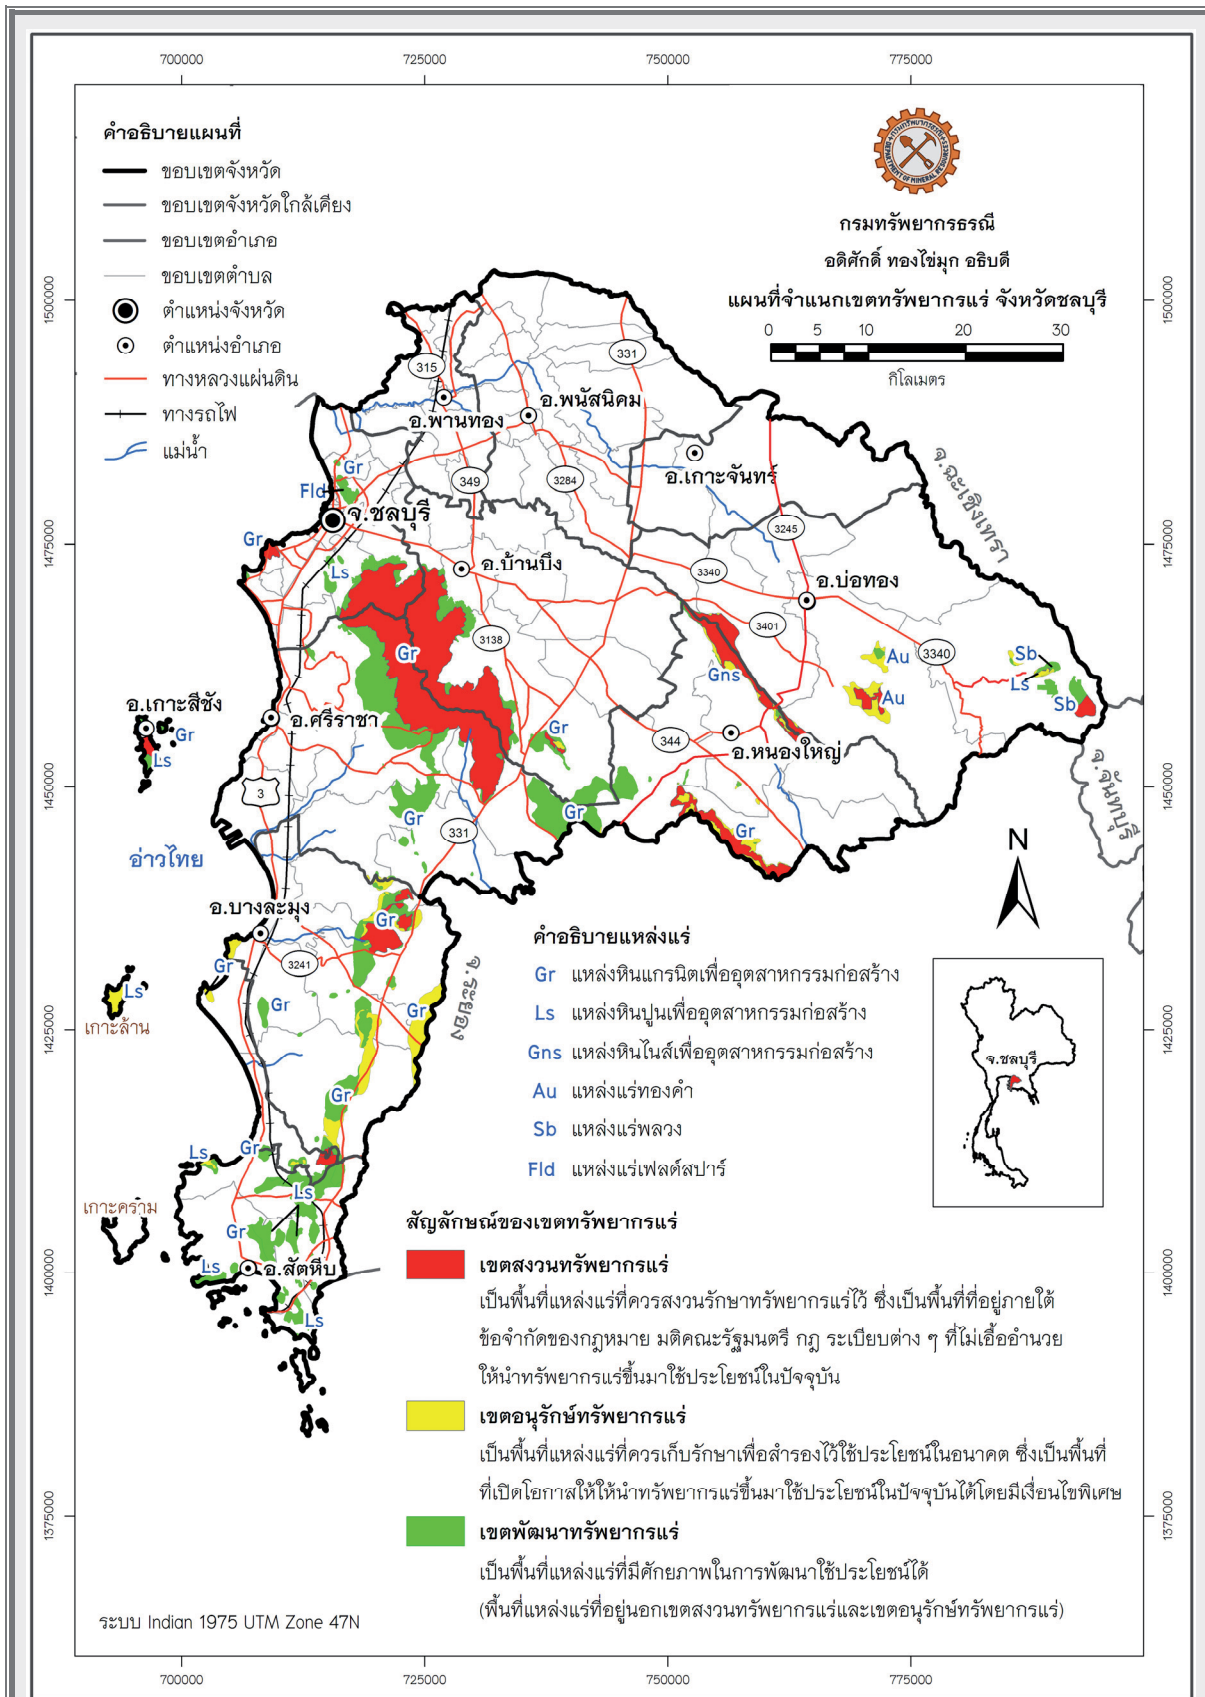 700000 725000 750000 775000
คำอธิบายแผนที่
ขอบเขตจังหวัด
ขอบเขตจังหวัดใกล้เคียง
ขอบเขตอำเภอ
ขอบเขตตำบล
ตำแหน่งจังหวัด
ตำแหน่งอำเภอ
ทางหลวงแผ่นดิน
ทางรถไฟ
แม่น้ำ
กรมทรัพยากรธรณี
DEPARTMENT OF MINERAL RESOURCES
กรมทรัพยากรธรณี
อดิศักดิ์ ทองไข่มุก อธิบดี
แผนที่จำแนกเขตทรัพยากรแร่ จังหวัดชลบุรี
0 5 10 20 30
กิโลเมตร
1500000
1500000
315
331
อ.พนัสนิคม
อ.พานทอง
อ.เกาะจันทร์
จ.ฉะเชิงเทรา
Gr
Fld
349
3284
จ.ชลบุรี
3245
1475000
1475000
Gr
Ls
อ.บ้านบึง
3340
อ.บ่อทอง
3401
3138
Gr
Gns
Au
3340
Sb
Ls
Au
Sb
อ.เกาะสีชัง
Gr
Ls
อ.ศรีราชา
Gr
344
อ.หนองใหญ่
จ.จันทบุรี
3
1450000
1450000
Gr
Gr
Gr
331
อ่าวไทย
N
อ.บางละมุง
Gr
3241
Gr
จ.ระยอง
Ls
เกาะล้าน
Gr
Gr
1425000
1425000
Gr
คำอธิบายแหล่งแร่
Gr แหล่งหินแกรนิตเพื่ออุตสาหกรรมก่อสร้าง
Ls แหล่งหินปูนเพื่ออุตสาหกรรมก่อสร้าง
Gns แหล่งหินไนส์เพื่ออุตสาหกรรมก่อสร้าง
Au แหล่งแร่ทองคำ
Sb แหล่งแร่พลวง
Fld แหล่งแร่เฟลด์สปาร์
จ.ชลบุรี
Ls
Gr
Ls
เกาะคราม
Gr
Ls
อ.สัตหีบ
Ls
1400000
1400000
สัญลักษณ์ของเขตทรัพยากรแร่
เขตสงวนทรัพยากรแร่
เป็นพื้นที่แหล่งแร่ที่ควรสงวนรักษาทรัพยากรแร่ไว้ ซึ่งเป็นพื้นที่ที่อยู่ภายใต้
ข้อจำกัดของกฎหมาย มติคณะรัฐมนตรี กฎ ระเบียบต่าง ๆ ที่ไม่เอื้ออำนวย
ให้นำทรัพยากรแร่ขึ้นมาใช้ประโยชน์ในปัจจุบัน
เขตอนุรักษ์ทรัพยากรแร่
เป็นพื้นที่แหล่งแร่ที่ควรเก็บรักษาเพื่อสำรองไว้ใช้ประโยชน์ในอนาคต ซึ่งเป็นพื้นที่
ที่เปิดโอกาสให้ให้นำทรัพยากรแร่ขึ้นมาใช้ประโยชน์ในปัจจุบันได้โดยมีเงื่อนไขพิเศษ
1375000
1375000
เขตพัฒนาทรัพยากรแร่
เป็นพื้นที่แหล่งแร่ที่มีศักยภาพในการพัฒนาใช้ประโยชน์ได้
(พื้นที่แหล่งแร่ที่อยู่นอกเขตสงวนทรัพยากรแร่และเขตอนุรักษ์ทรัพยากรแร่)
ระบบ Indian 1975 UTM Zone 47N
700000 725000 750000 775000